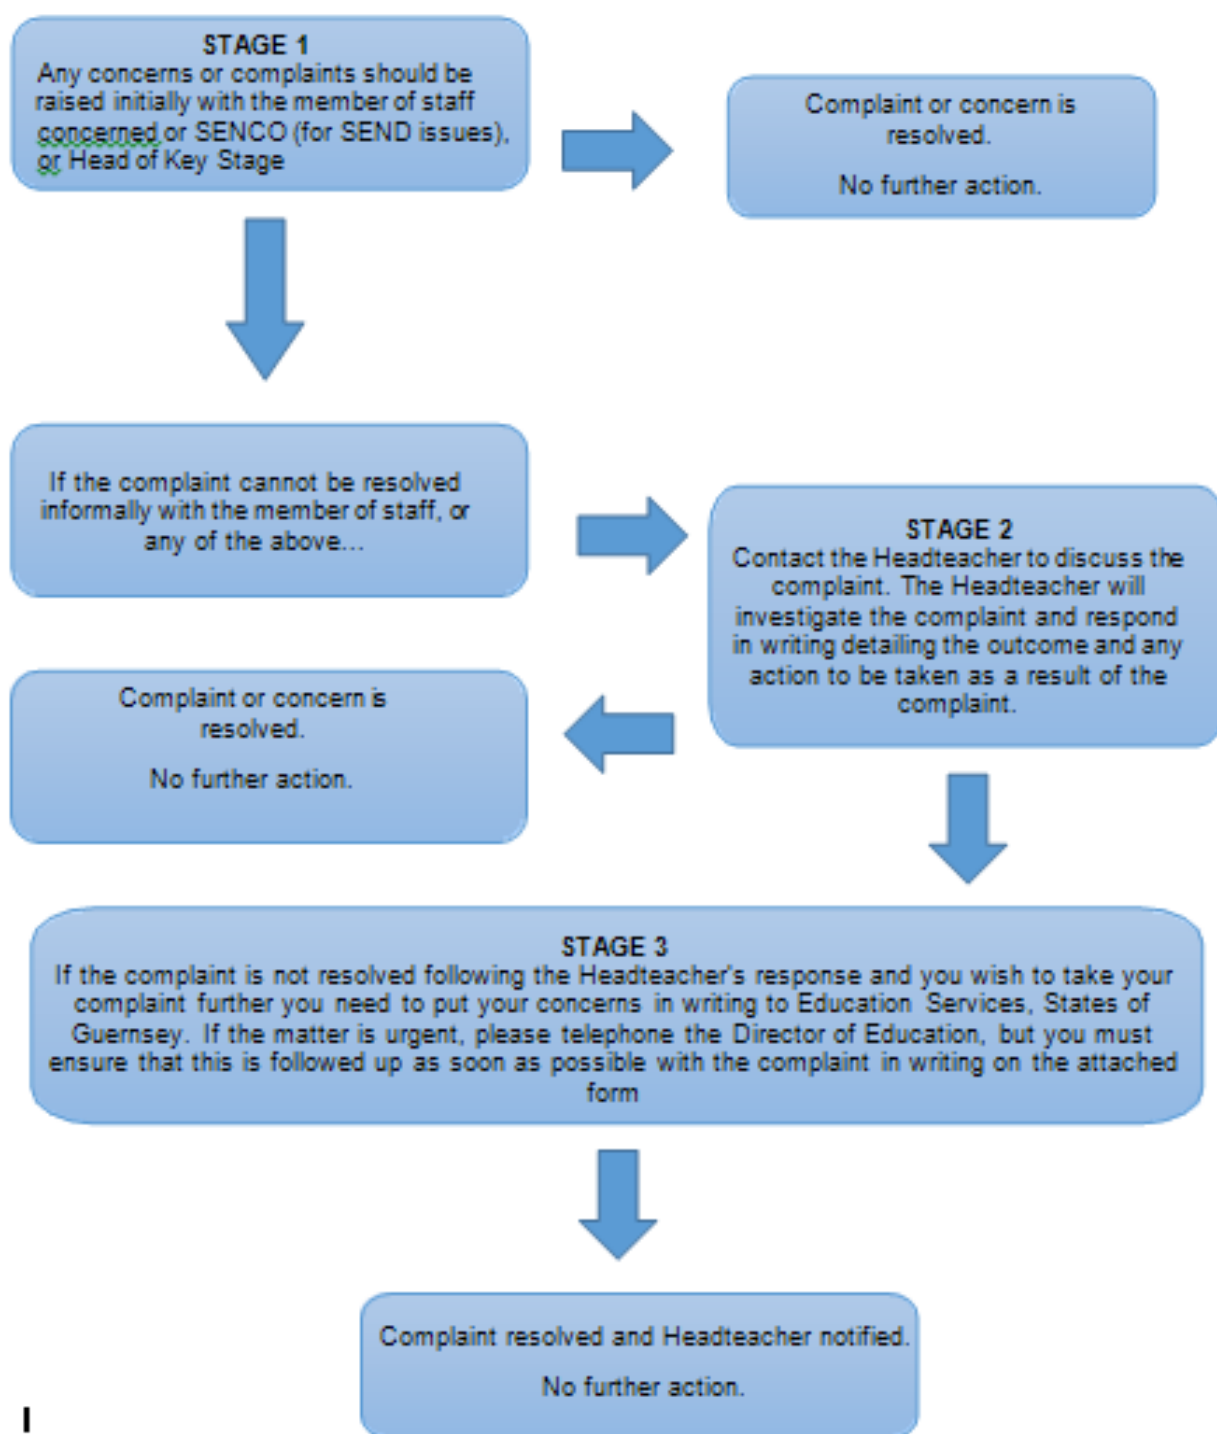 STAGE 1
Any concerns or complaints should be
raised initially with the member of staff
concerned or SENCO (for SEND issues),
or Head of Key Stage
Complaint or concern is
resolved.
No further action.
If the complaint cannot be resolved
informally with the member of staff, or
any of the above...
STAGE 2
Contact the Headteacher to discuss the
complaint. The Headteacher will
investigate the complaint and respond
in writing detailing the outcome and any
action to be taken as a result of the
complaint.
Complaint or concern is
resolved.
No further action.
STAGE 3
If the complaint is not resolved following the Headteacher's response and you wish to take your
complaint further you need to put your concerns in writing to Education Services, States of
Guernsey. If the matter is urgent, please telephone the Director of Education, but you must
ensure that this is followed up as soon as possible with the complaint in writing on the attached
form
Complaint resolved and Headteacher notified.
No further action.
I